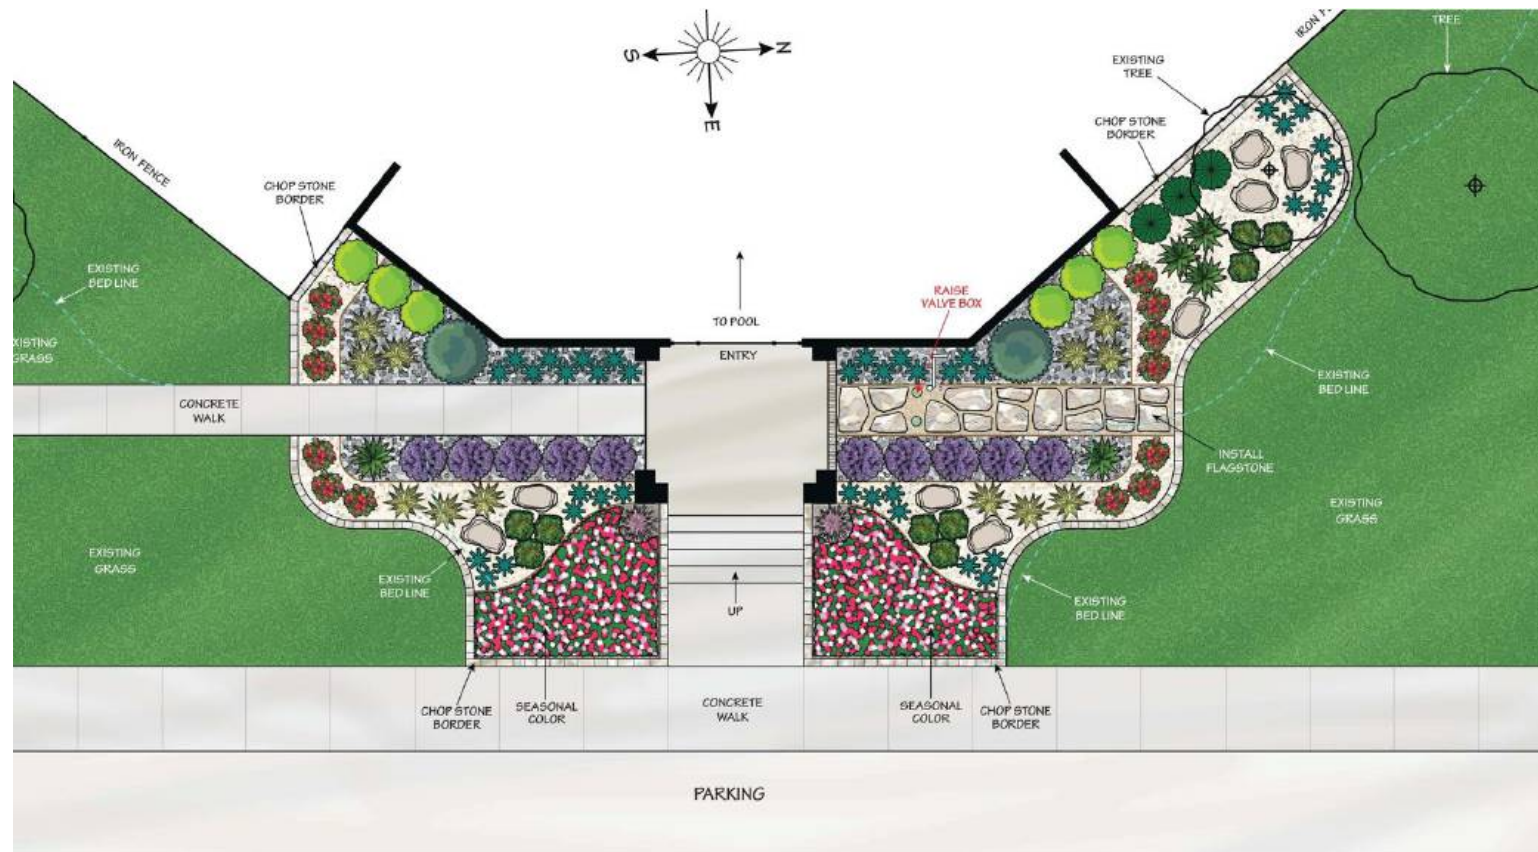 TREE
IRON F
EXISTING
TREE
CHOP STONE
BORDER
S
N
E
IRON FENCE
CHOP STONE
BORDER
EXISTING
BED LINE
RAISE
VALVE BOX
TO POOL
ENTRY
XISTING
GRASS
EXISTING
BED LINE
CONCRETE
WALK
INSTALL
FLAGSTONE
EXISTING
GRASS
EXISTING
GRASS
EXISTING
BED LINE
UP
EXISTING
BED LINE
CHOP STONE
BORDER
SEASONAL
COLOR
CONCRETE
WALK
SEASONAL
COLOR
CHOP STONE
BORDER
PARKING